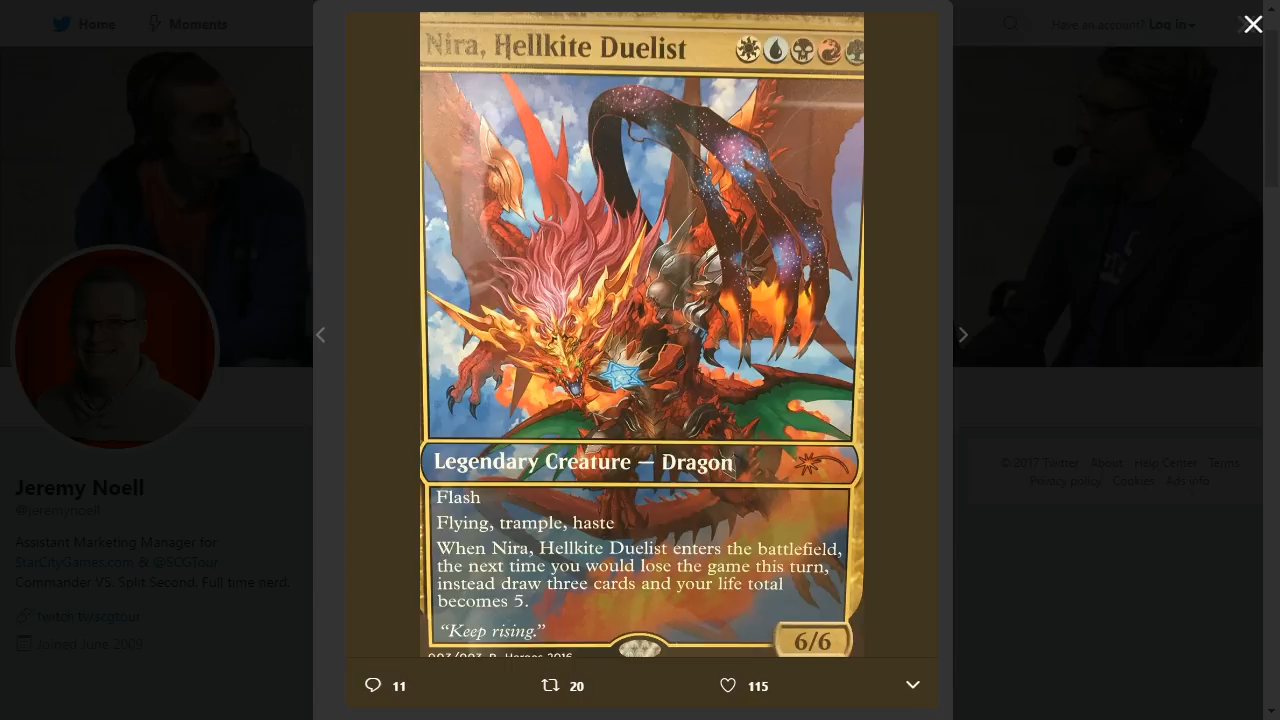 Home
Moments
Have an account? Log in
Nira, Hellkite Duelist
Legendary Creature — Dragon
Flash
Flying, trample, haste
When Nira, Hellkite Duelist enters the battlefield,
the next time you would lose the game this turn,
instead draw three cards and your life total
becomes 5.
“Keep rising.”
6/6
003/003 R Heroes 2016
11
20
115
Jeremy Noell
@jeremynoell
Assistant Marketing Manager for
StarCityGames.com & @SCGTour.
Commander VS. Split Second. Full time nerd.
twitch.tv/scgtour
Joined June 2009
© 2017 Twitter About Help Center Terms
Privacy policy Cookies Ads info